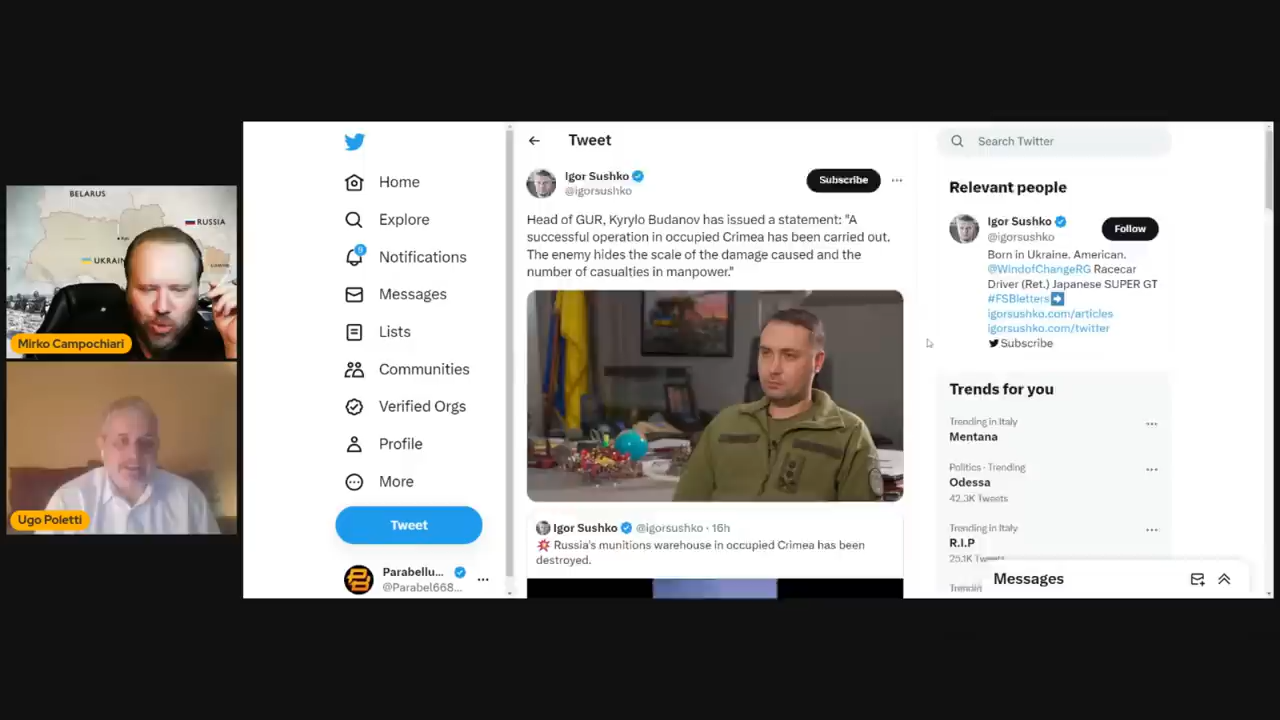 BELARUS
RUSSIA
UKRAIN
Mirko Campochiari
Ugo Poletti
Home
Explore
9
Notifications
Messages
Lists
Communities
Verified Orgs
Profile
More
Tweet
Parabellu...
@Parabel668...
Tweet
Igor Sushko
@igorsushko
Subscribe
Head of GUR, Kyrylo Budanov has issued a statement: "A
successful operation in occupied Crimea has been carried out.
The enemy hides the scale of the damage caused and the
number of casualties in manpower."
Igor Sushko @igorsushko · 16h
💥 Russia's munitions warehouse in occupied Crimea has been
destroyed.
Search Twitter
Relevant people
Igor Sushko
@igorsushko
Follow
Born in Ukraine. American.
@WindofChangeRG Racecar
Driver (Ret.) Japanese SUPER GT
#FSBletters➡️
igorsushko.com/articles
igorsushko.com/twitter
Subscribe
Trends for you
Trending in Italy
Mentana
Politics · Trending
Odessa
42.3K Tweets
Trending in Italy
R.I.P
25.1K Tweets
Trendin
Messages